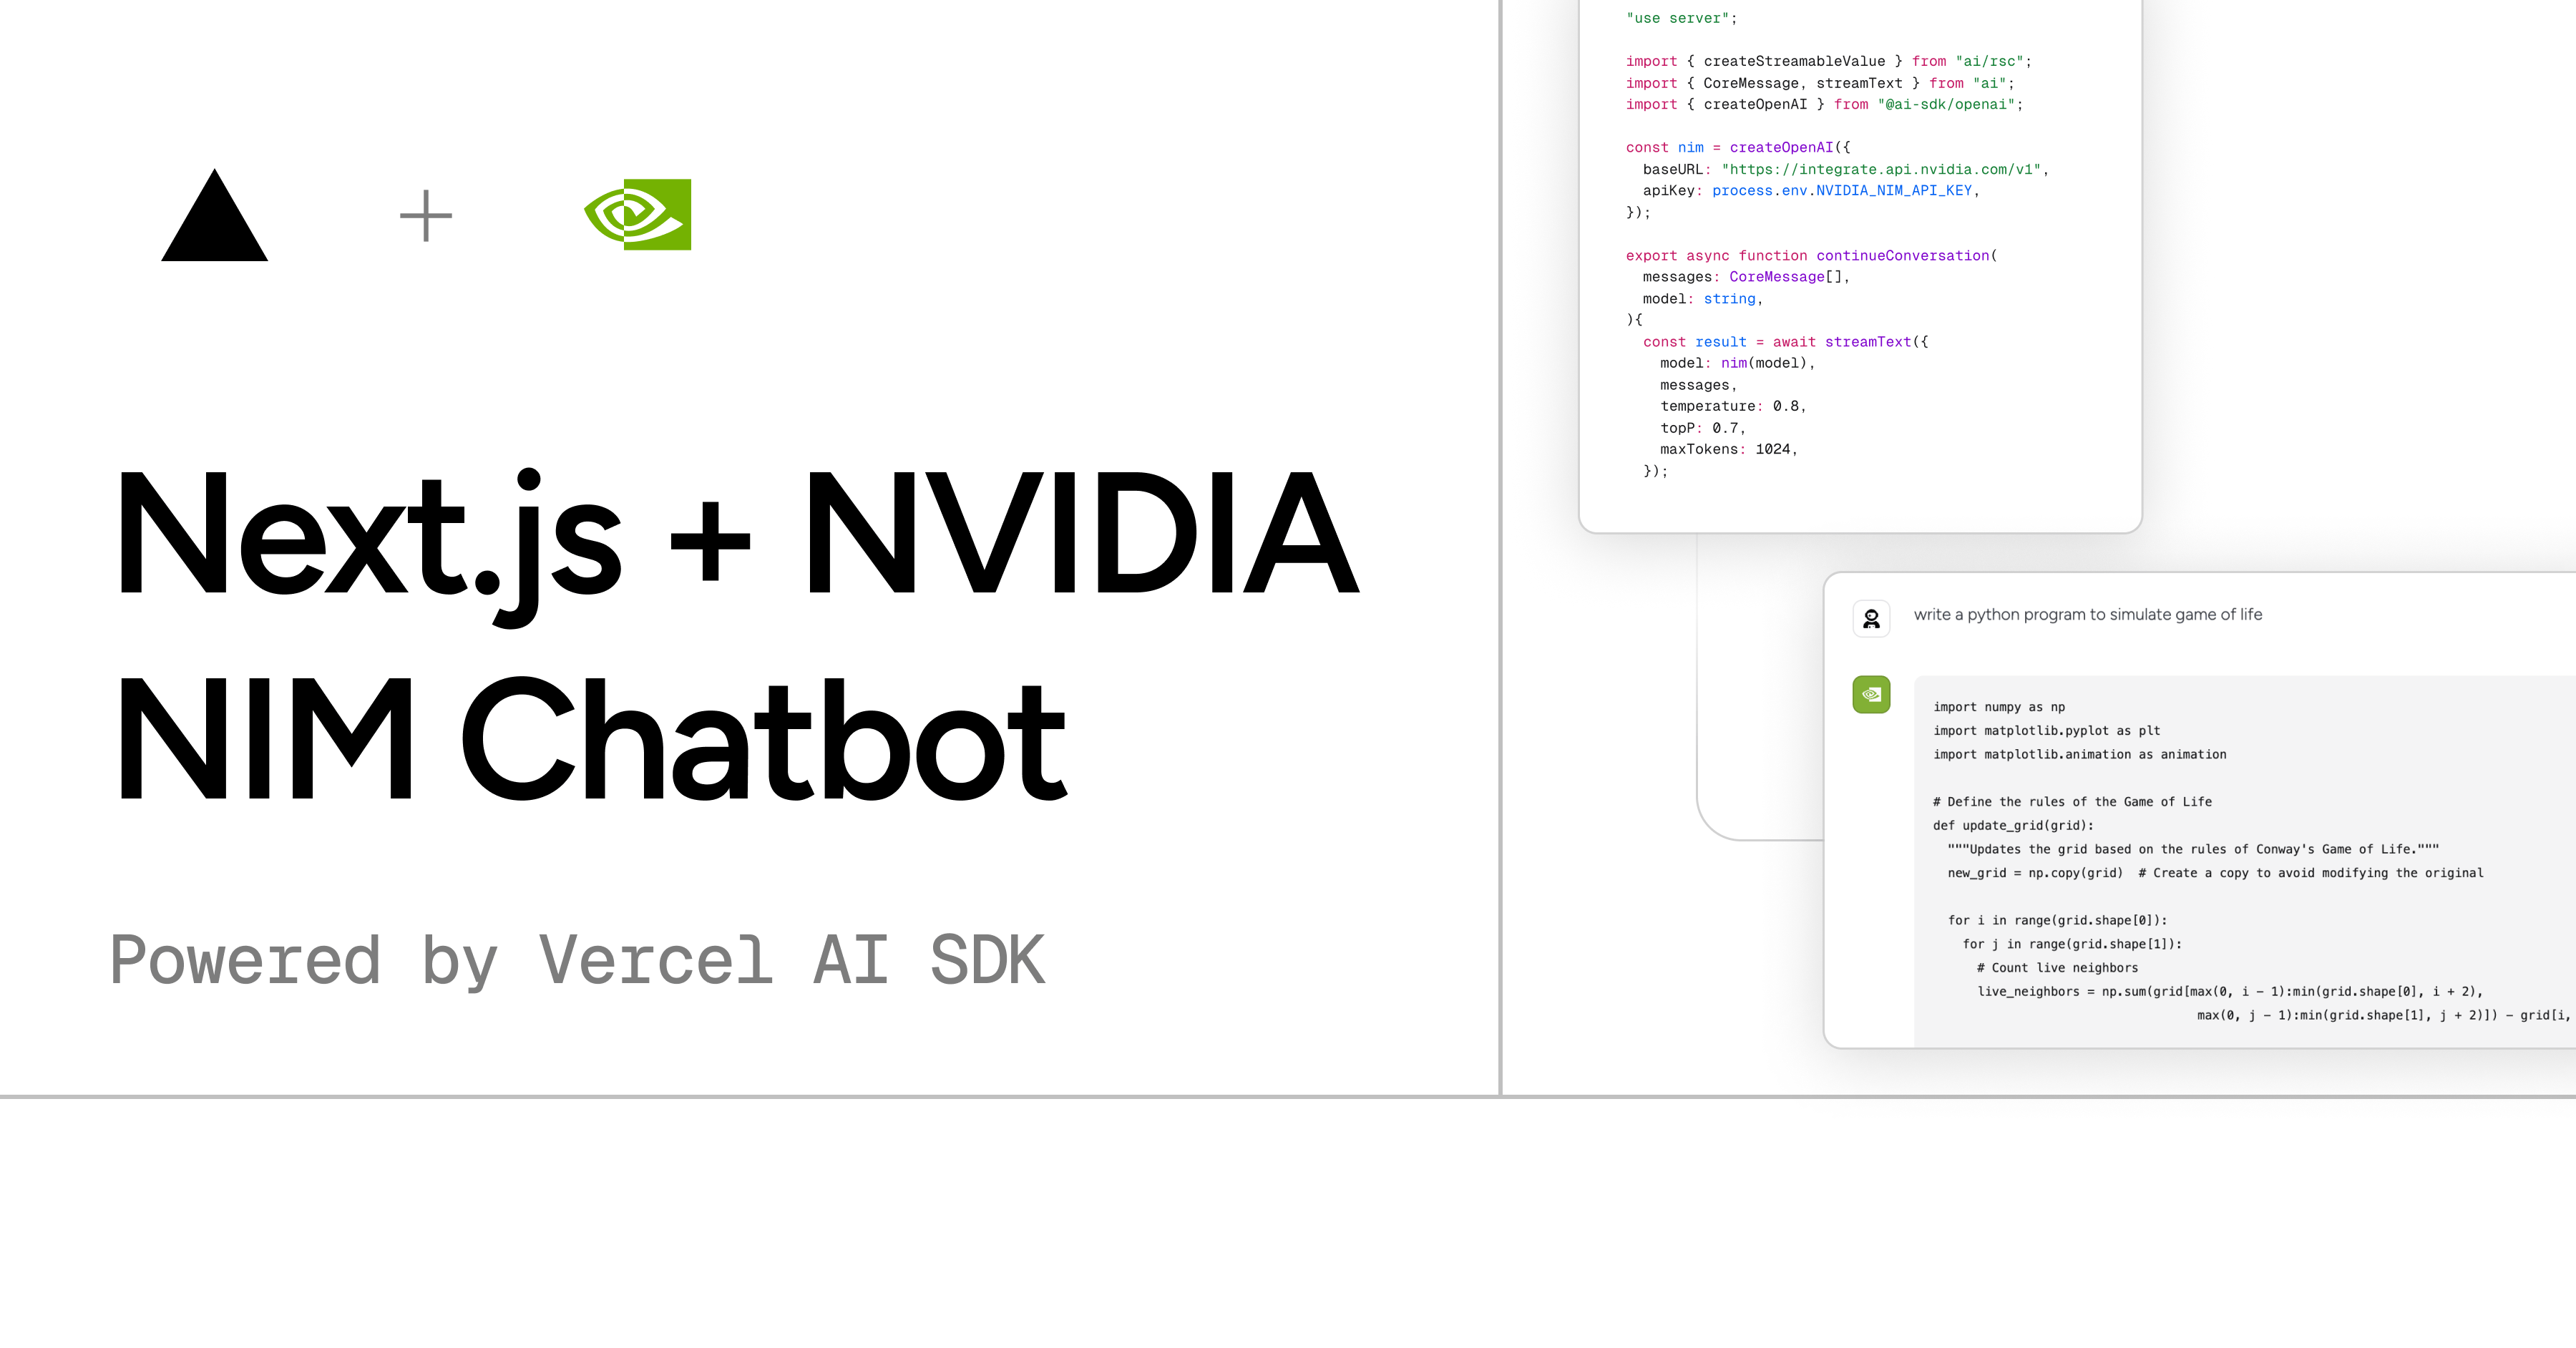 Next.js + NVIDIA
NIM Chatbot
Powered by Vercel AI SDK
"use server";
import { createStreamableValue } from "ai/rsc";
import { CoreMessage, streamText } from "ai";
import { createOpenAI } from "@ai-sdk/openai";
const nim = createOpenAI({
  baseURL: "https://integrate.api.nvidia.com/v1",
  apiKey: process.env.NVIDIA_NIM_API_KEY,
});
export async function continueConversation(
  messages: CoreMessage[],
  model: string,
){
  const result = await streamText({
    model: nim(model),
    messages,
    temperature: 0.8,
    topP: 0.7,
    maxTokens: 1024,
  });
write a python program to simulate game of life
import numpy as np
import matplotlib.pyplot as plt
import matplotlib.animation as animation
# Define the rules of the Game of Life
def update_grid(grid):
  """Updates the grid based on the rules of Conway's Game of Life."""
  new_grid = np.copy(grid)  # Create a copy to avoid modifying the original
  for i in range(grid.shape[0]):
    for j in range(grid.shape[1]):
      # Count live neighbors
      live_neighbors = np.sum(grid[max(0, i - 1):min(grid.shape[0], i + 2),
                                    max(0, j - 1):min(grid.shape[1], j + 2)]) - grid[i,